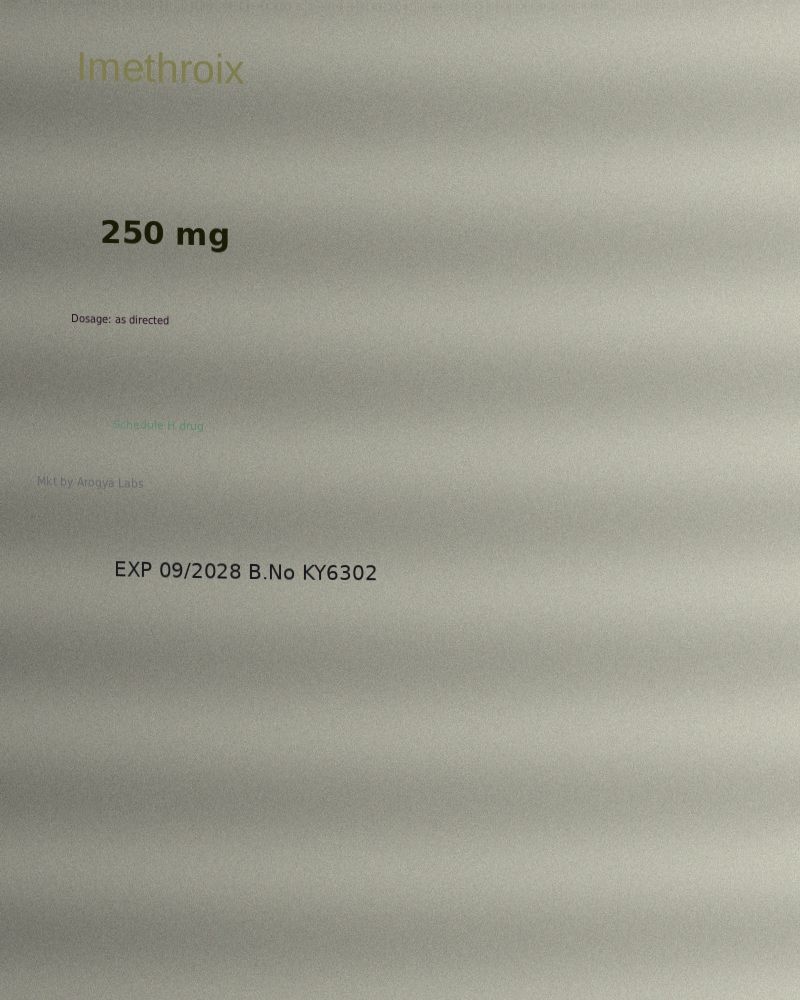 Imethroix
250 mg
Dosage: as directed
Schedule H drug
Mkt by Arogya Labs
EXP 09/2028 B.No KY6302